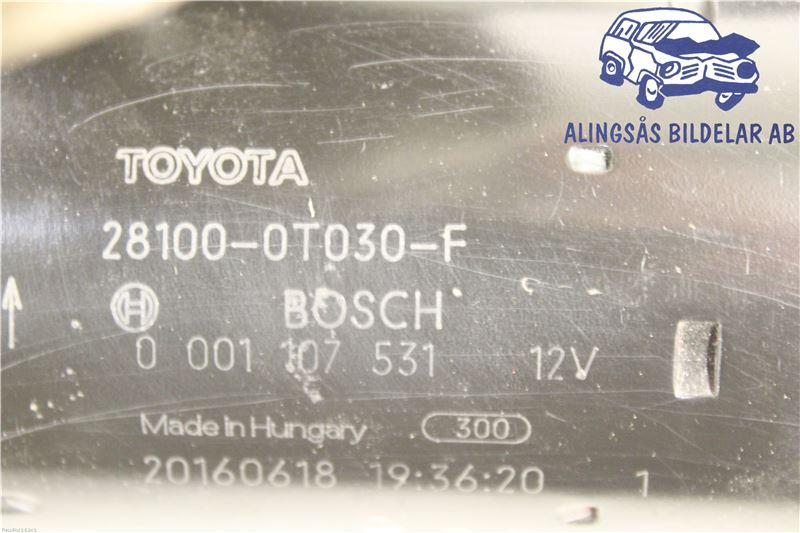 ALINGSÅS BILDELAR AB
TOYOTA
28100-0T030-F
BOSCH
0 001 107 531 12V
Made in Hungary 300
20160618 19:36:20 1